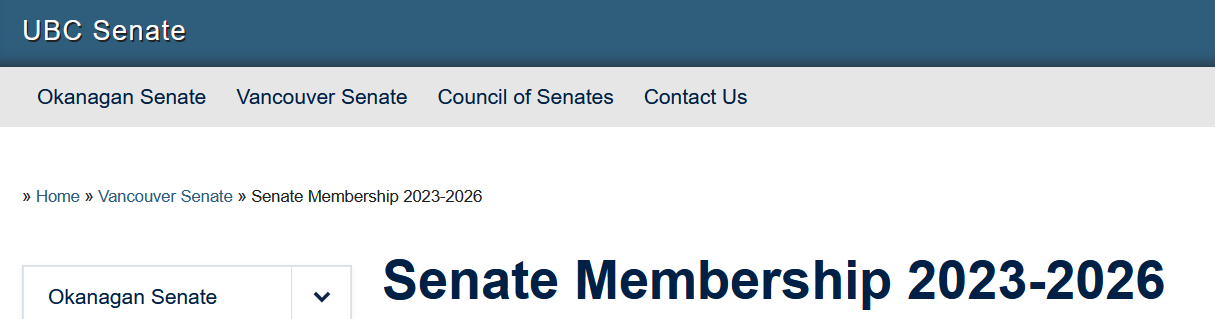 UBC Senate
Okanagan Senate Vancouver Senate Council of Senates Contact Us
» Home » Vancouver Senate » Senate Membership 2023-2026
Senate Membership 2023-2026
Okanagan Senate